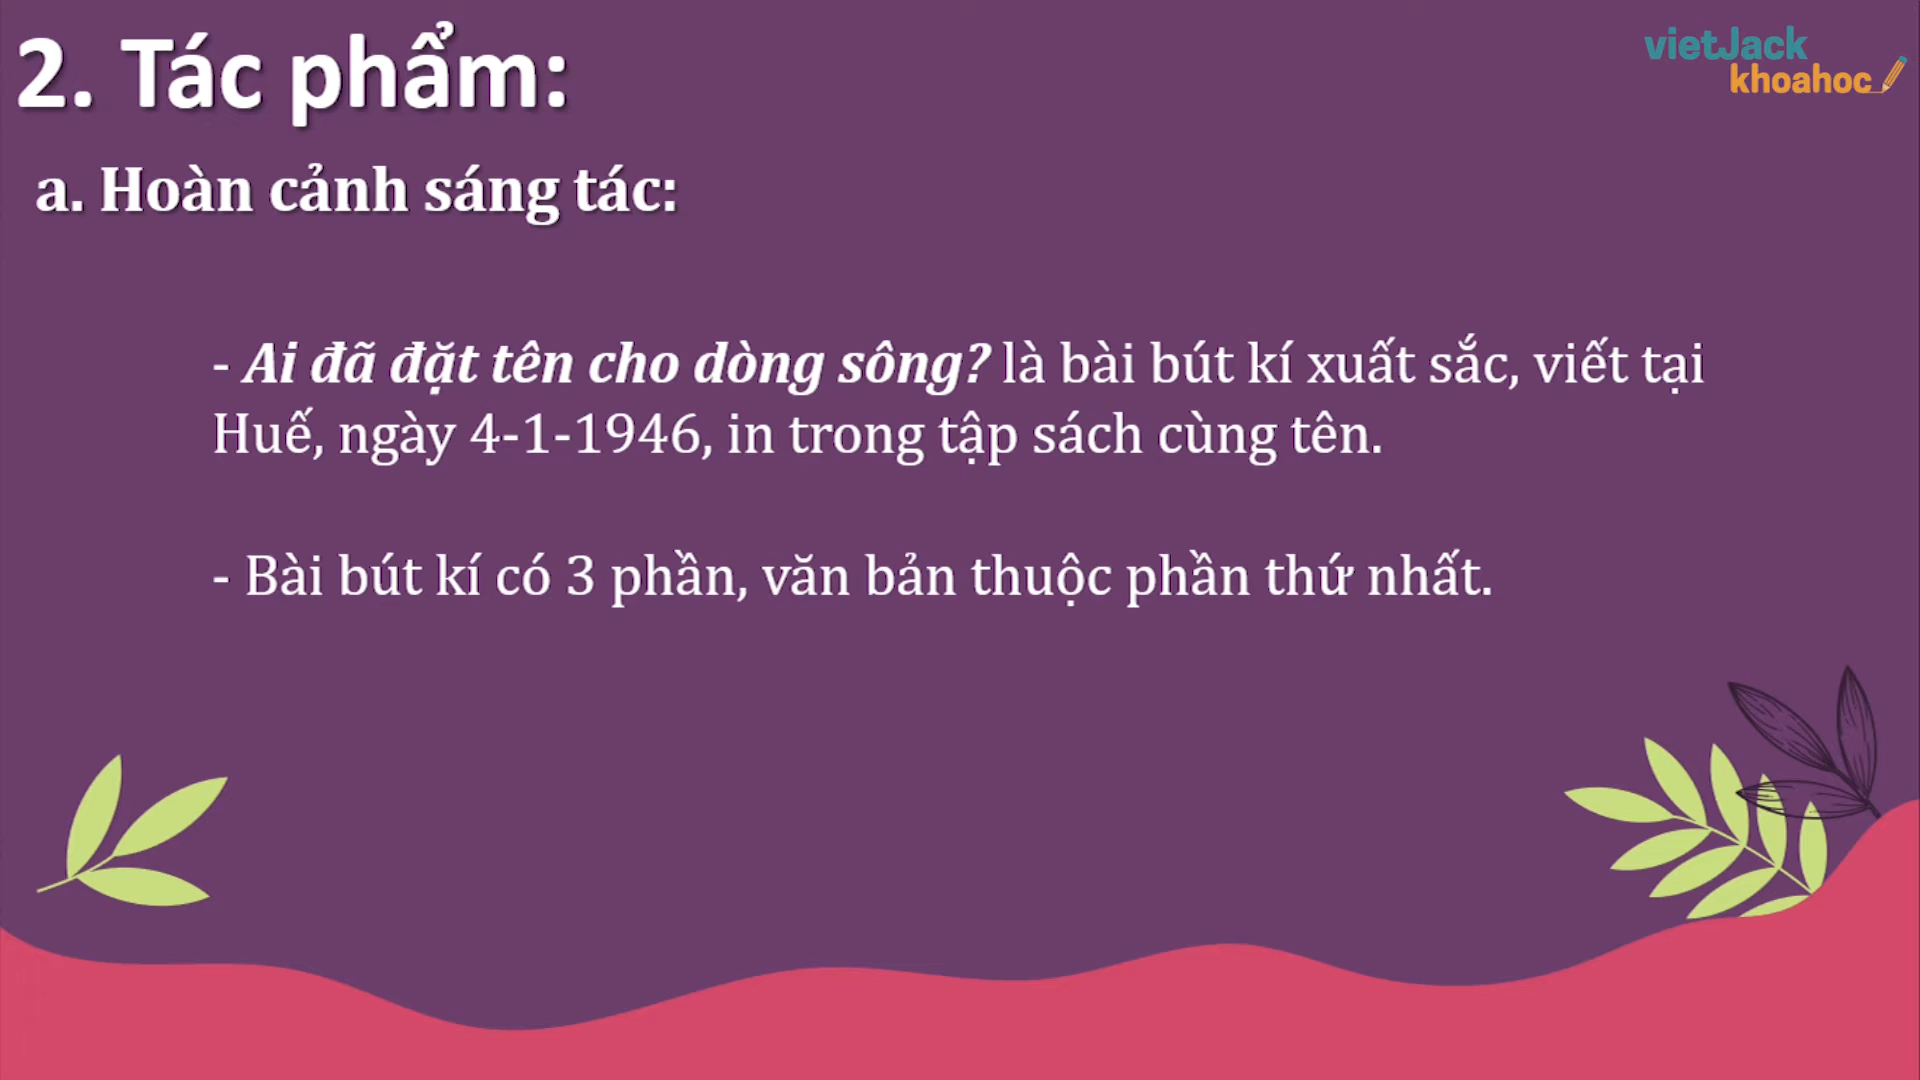 2. Tác phẩm:
vietJack
khoahoc
a. Hoàn cảnh sáng tác:
- Ai đã đặt tên cho dòng sông? là bài bút kí xuất sắc, viết tại
Huế, ngày 4-1-1946, in trong tập sách cùng tên.
- Bài bút kí có 3 phần, văn bản thuộc phần thứ nhất.